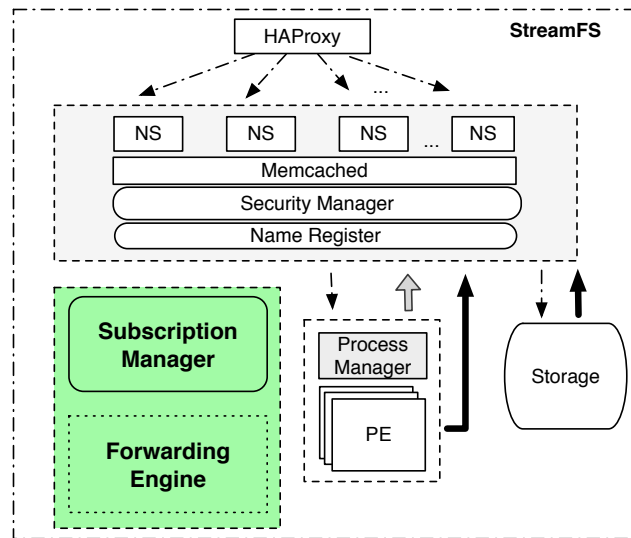 HAProxy
StreamFS
...
NS
NS
NS
...
NS
Memcached
Security Manager
Name Register
Subscription
Manager
Forwarding
Engine
Process
Manager
PE
Storage